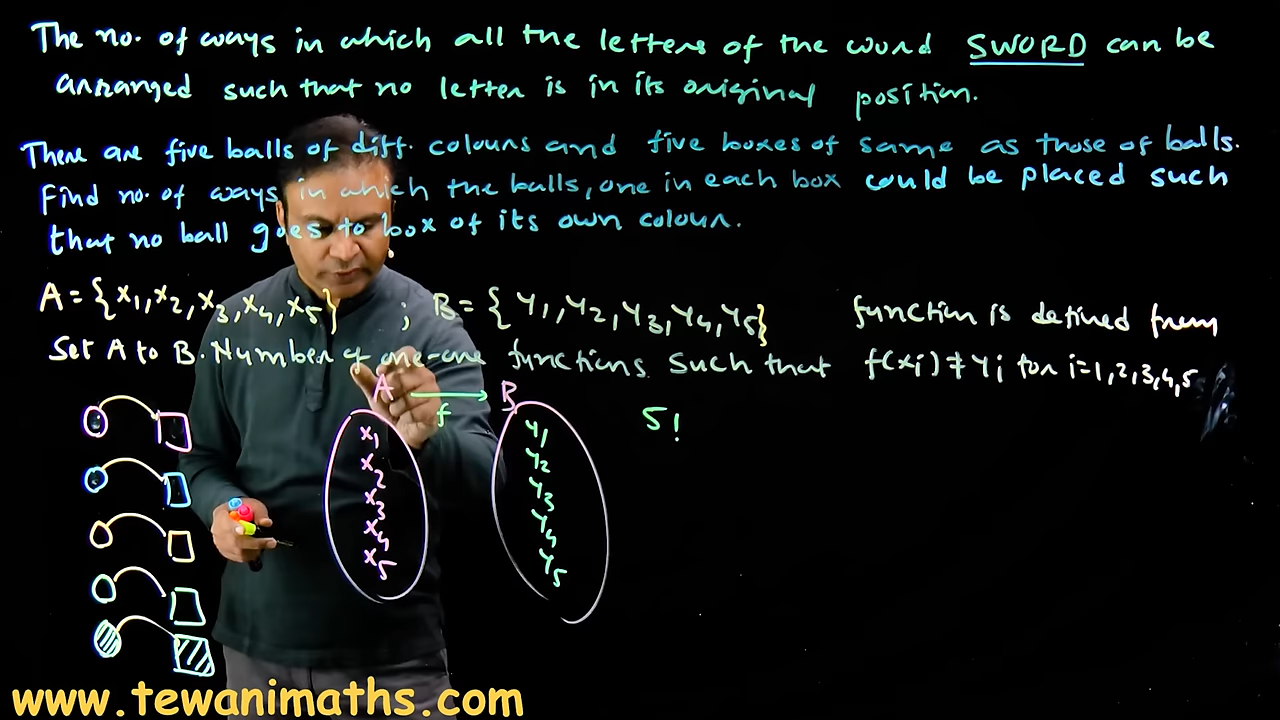 The no. of ways in which all the letters of the word SWORD can be
arranged such that no letter is in its original position.
There are five balls of diff. colours and five boxes of same as those of balls.
Find no. of ways in which the balls, one in each box could be placed such
that no ball goes to box of its own colour.
A = {x1, x2, x3, x4, x5} ; B = { y1, y2, y3, y4, y5} function is defined from
Set A to B. Number of one-one functions such that f(xi) ≠ yi for i=1,2,3,4,5
A f B
5!
x1 y1
x2 y2
x3 y3
x4 y4
x5 y5
www.tewanimaths.com